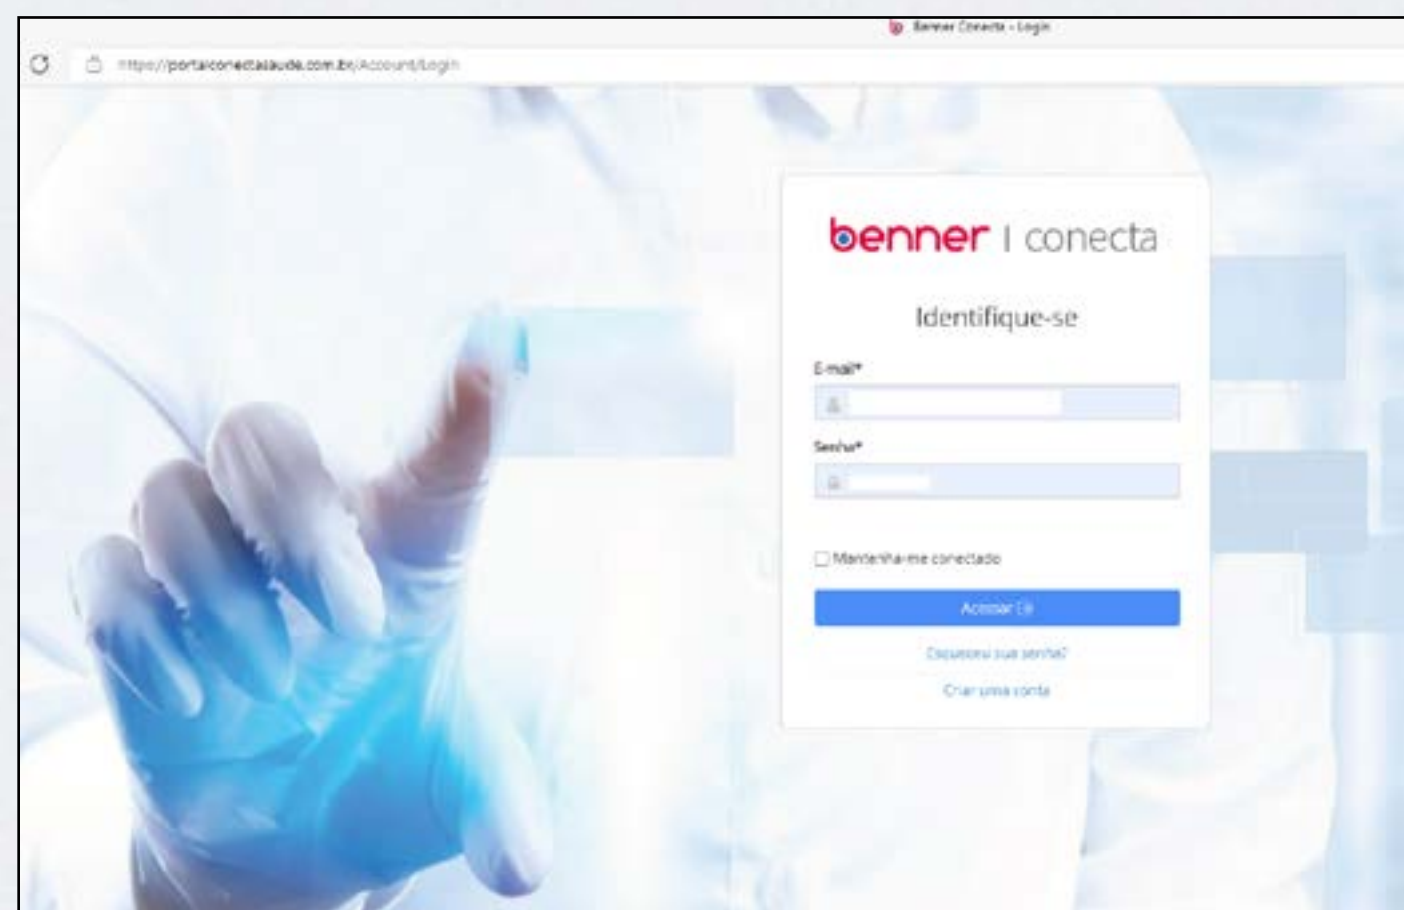 Benner Conecta - Login
https://portalconectasaude.com.br/Account/Login
benner | conecta
Identifique-se
E-mail*
Senha*
Mantenha-me conectado
Acessar
Esqueceu sua senha?
Criar uma conta